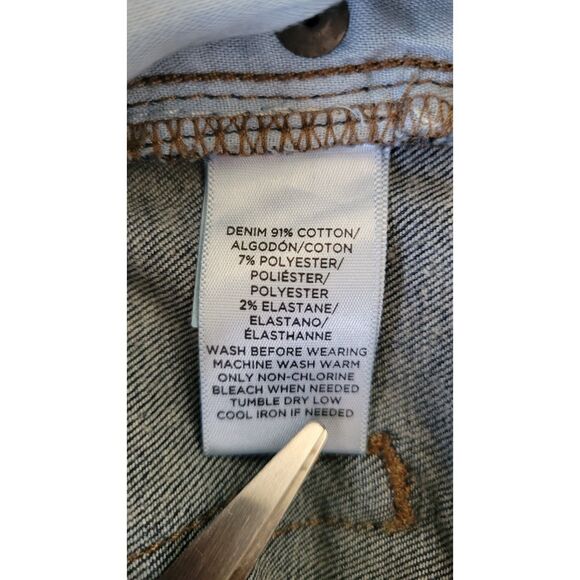 DENIM 91% COTTON/
ALGODÓN/COTON
7% POLYESTER/
POLIÉSTER/
POLYESTER
2% ELASTANE/
ELASTANO/
ÉLASTHANNE
WASH BEFORE WEARING
MACHINE WASH WARM
ONLY NON-CHLORINE
BLEACH WHEN NEEDED
TUMBLE DRY LOW
COOL IRON IF NEEDED